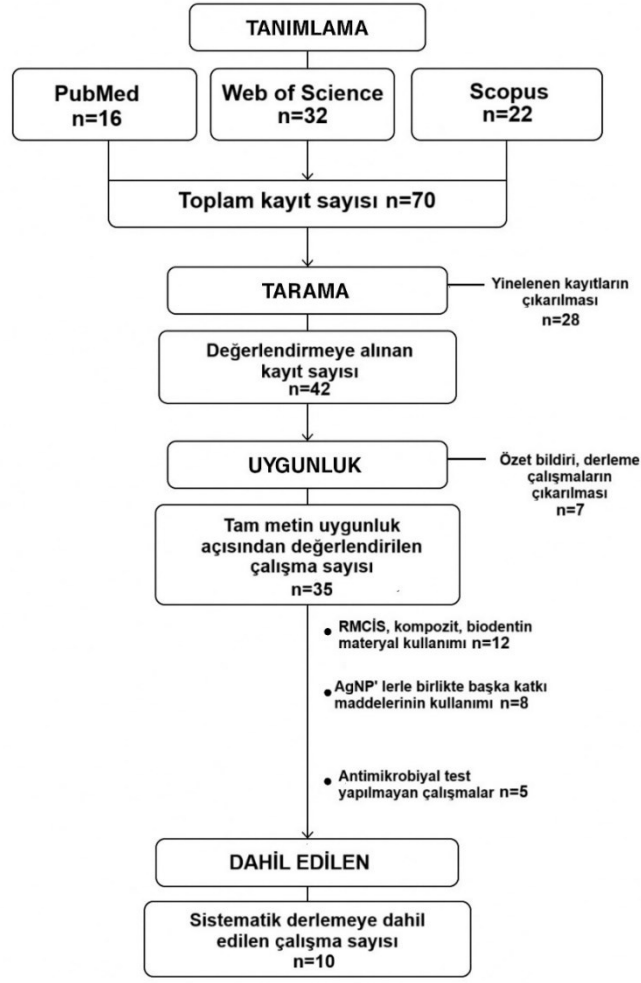 TANIMLAMA
PubMed
n=16
Web of Science
n=32
Scopus
n=22
Toplam kayıt sayısı n=70
TARAMA
Yinelenen kayıtların
çıkarılması
n=28
Değerlendirmeye alınan
kayıt sayısı
n=42
UYGUNLUK
Özet bildiri, derleme
çalışmaların
çıkarılması
n=7
Tam metin uygunluk
açısından değerlendirilen
çalışma sayısı
n=35
• RMCİS, kompozit, biodentin
materyal kullanımı n=12
• AgNP' lerle birlikte başka katkı
maddelerinin kullanımı n=8
• Antimikrobiyal test
yapılmayan çalışmalar n=5
DAHİL EDİLEN
Sistematik derlemeye dahil
edilen çalışma sayısı
n=10